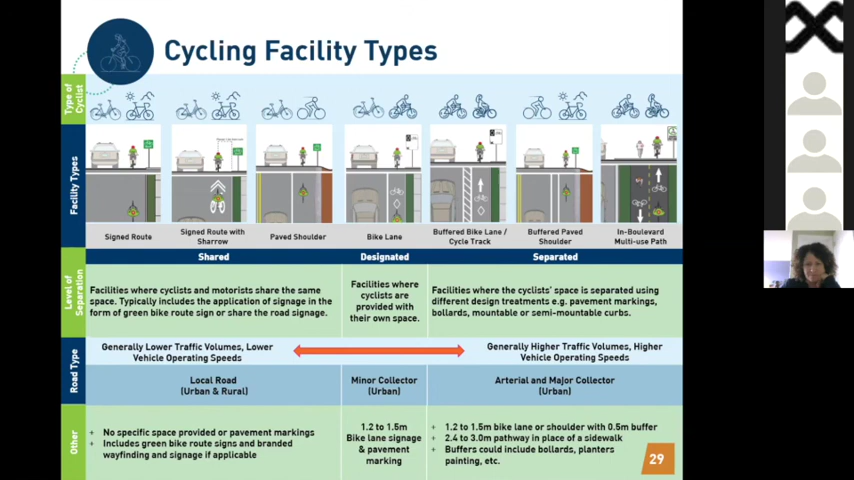 Cycling Facility Types
Type of
Cyclist
Facility Types
Signed Route
Signed Route with
Sharrow
Paved Shoulder
Bike Lane
Buffered Bike Lane /
Cycle Track
Buffered Paved
Shoulder
In-Boulevard
Multi-use Path
Shared
Designated
Separated
Level of
Separation
Facilities where cyclists and motorists share the same
space. Typically includes the application of signage in the
form of green bike route sign or share the road signage.
Facilities where
cyclists are
provided with
their own space.
Facilities where the cyclists' space is separated using
different design treatments e.g. pavement markings,
bollards, mountable or semi-mountable curbs.
Road Type
Generally Lower Traffic Volumes, Lower
Vehicle Operating Speeds
Generally Higher Traffic Volumes, Higher
Vehicle Operating Speeds
Local Road
(Urban & Rural)
Minor Collector
(Urban)
Arterial and Major Collector
(Urban)
Other
+ No specific space provided or pavement markings
+ Includes green bike route signs and branded
wayfinding and signage if applicable
1.2 to 1.5m
Bike lane signage
& pavement
marking
+ 1.2 to 1.5m bike lane or shoulder with 0.5m buffer
+ 2.4 to 3.0m pathway in place of a sidewalk
+ Buffers could include bollards, planters
painting, etc.
29